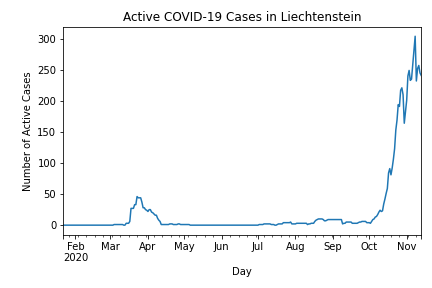 Active COVID-19 Cases in Liechtenstein
Number of Active Cases
300
250
200
150
100
50
0
Feb Mar Apr May Jun Jul Aug Sep Oct Nov
2020
Day